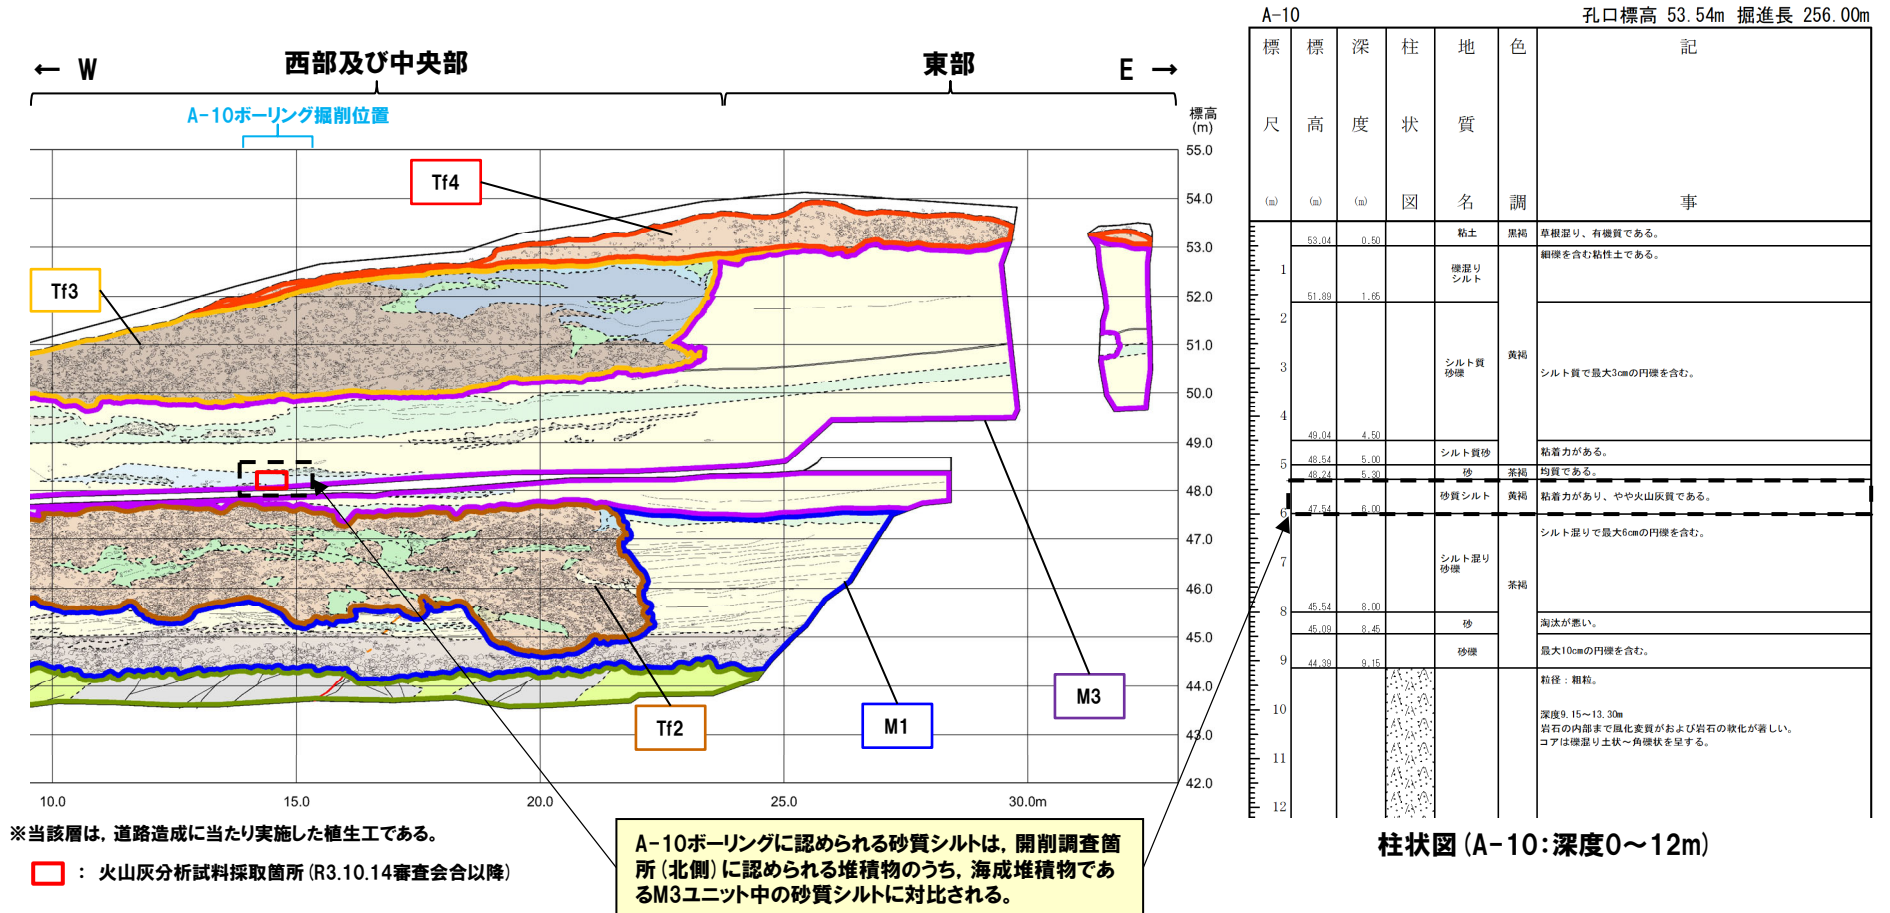 ← W
西部及び中央部
東部
E →
A-10ボーリング掘削位置
標高
(m)
55.0
54.0
53.0
52.0
51.0
50.0
49.0
48.0
47.0
46.0
45.0
44.0
43.0
42.0
Tf4
Tf3
Tf2
M1
M3
10.0
15.0
20.0
25.0
30.0m
※当該層は，道路造成に当たり実施した植生工である。
： 火山灰分析試料採取箇所（R3.10.14審査会合以降）
A-10ボーリングに認められる砂質シルトは，開削調査箇
所（北側）に認められる堆積物のうち，海成堆積物であ
るM3ユニット中の砂質シルトに対比される。
A-10
孔口標高 53.54m 掘進長 256.00m
標尺(m)
標高(m)
深度(m)
柱状図
地質名
色調
記事
1
2
3
4
5
6
7
8
9
10
11
12
53.04 0.50 粘土 黒褐 草根混り、有機質である。
51.89 1.65 礫混り
シルト
細礫を含む粘性土である。
49.04 4.50 シルト質
砂礫
黄褐
シルト質で最大3cmの円礫を含む。
48.54 5.00 シルト質砂 粘着力がある。
48.24 5.30 砂 茶褐 均質である。
47.54 6.00 砂質シルト 黄褐 粘着力があり、やや火山灰質である。
45.54 8.00 シルト混り
砂礫
茶褐
シルト混りで最大6cmの円礫を含む。
45.09 8.45 砂 淘汰が悪い。
44.39 9.15 砂礫 最大10cmの円礫を含む。
粒径：粗粒。
深度9.15～13.30m
岩石の内部まで風化変質がおよび岩石の軟化が著しい。
コアは礫混り土状～角礫状を呈する。
柱状図（A-10：深度0～12m）